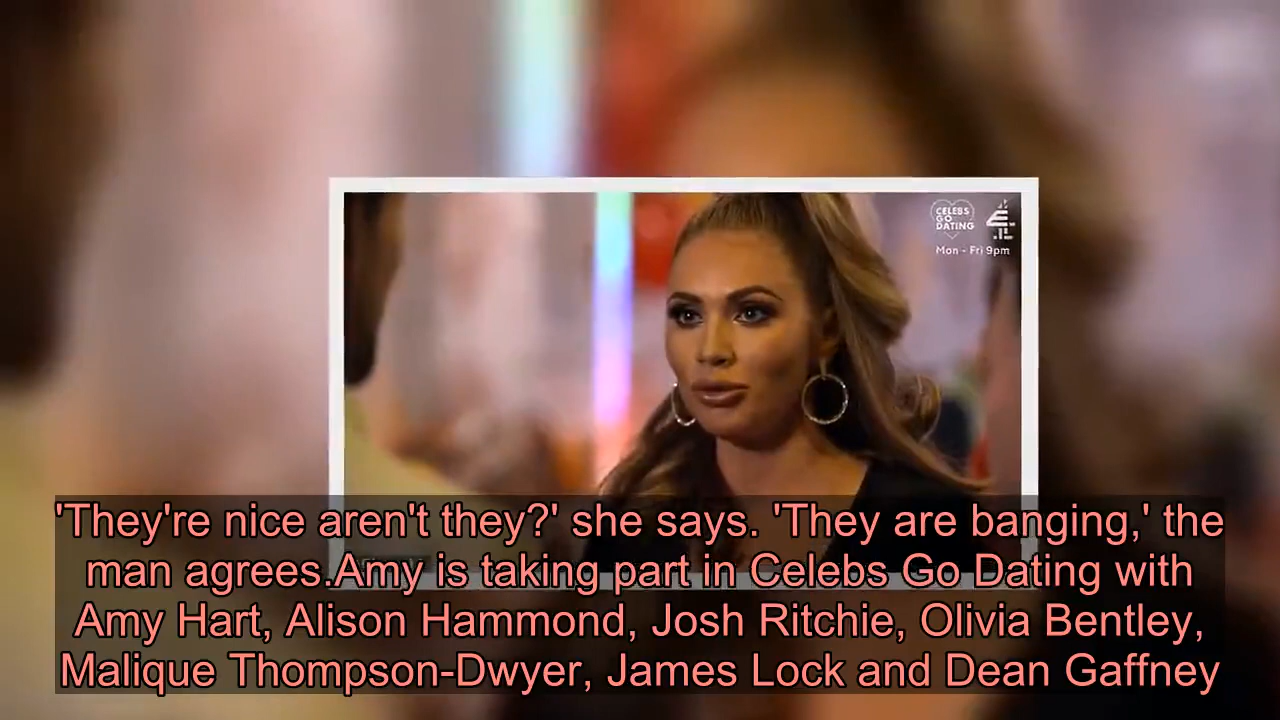 CELEBS
GO
DATING
Mon - Fri 9pm
'They're nice aren't they?' she says. 'They are banging,' the
man agrees.Amy is taking part in Celebs Go Dating with
Amy Hart, Alison Hammond, Josh Ritchie, Olivia Bentley,
Malique Thompson-Dwyer, James Lock and Dean Gaffney